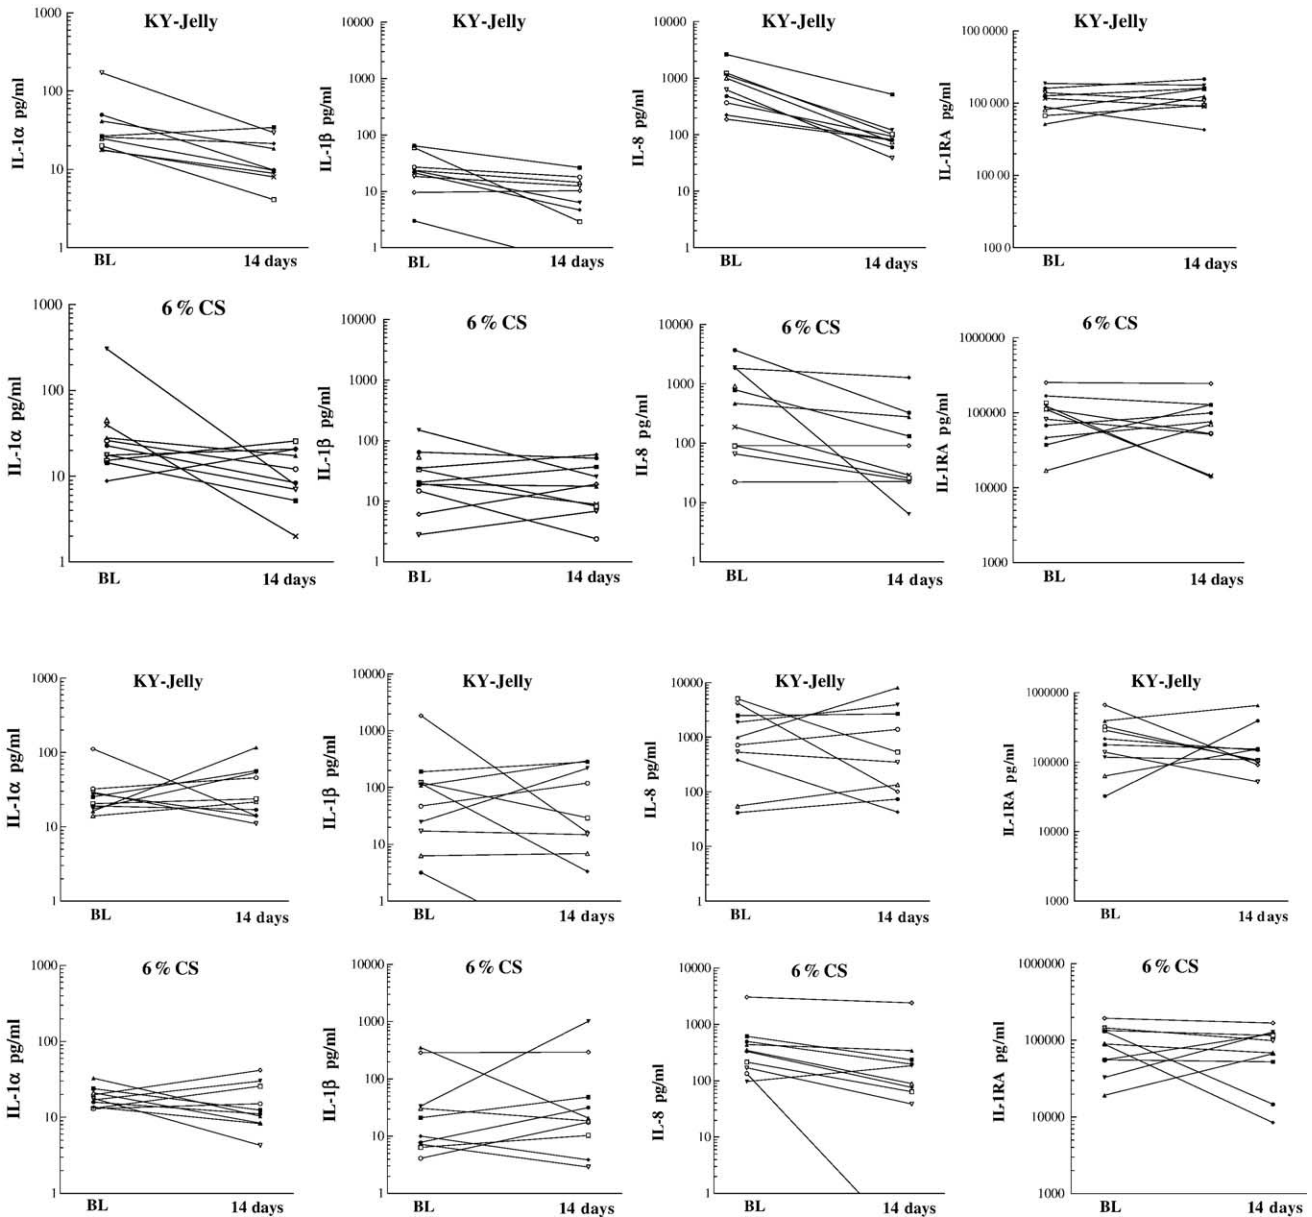 KY-Jelly
IL-1α pg/ml
1000
100
10
1
BL
14 days
KY-Jelly
IL-1β pg/ml
10000
1000
100
10
1
BL
14 days
KY-Jelly
IL-8 pg/ml
10000
1000
100
10
1
BL
14 days
KY-Jelly
IL-1RA pg/ml
100 0000
100 000
100 00
100 0
BL
14 days
6 % CS
IL-1α pg/ml
1000
100
10
1
BL
14 days
6 % CS
IL-1β pg/ml
10000
1000
100
10
1
BL
14 days
6 % CS
IL-8 pg/ml
10000
1000
100
10
1
BL
14 days
6 % CS
IL-1RA pg/ml
1000000
100000
10000
1000
BL
14 days
KY-Jelly
IL-1α pg/ml
1000
100
10
1
BL
14 days
KY-Jelly
IL-1β pg/ml
10000
1000
100
10
1
BL
14 days
KY-Jelly
IL-8 pg/ml
10000
1000
100
10
1
BL
14 days
KY-Jelly
IL-1RA pg/ml
1000000
100000
10000
1000
BL
14 days
6 % CS
IL-1α pg/ml
1000
100
10
1
BL
14 days
6 % CS
IL-1β pg/ml
10000
1000
100
10
1
BL
14 days
6 % CS
IL-8 pg/ml
10000
1000
100
10
1
BL
14 days
6 % CS
IL-1RA pg/ml
1000000
100000
10000
1000
BL
14 days